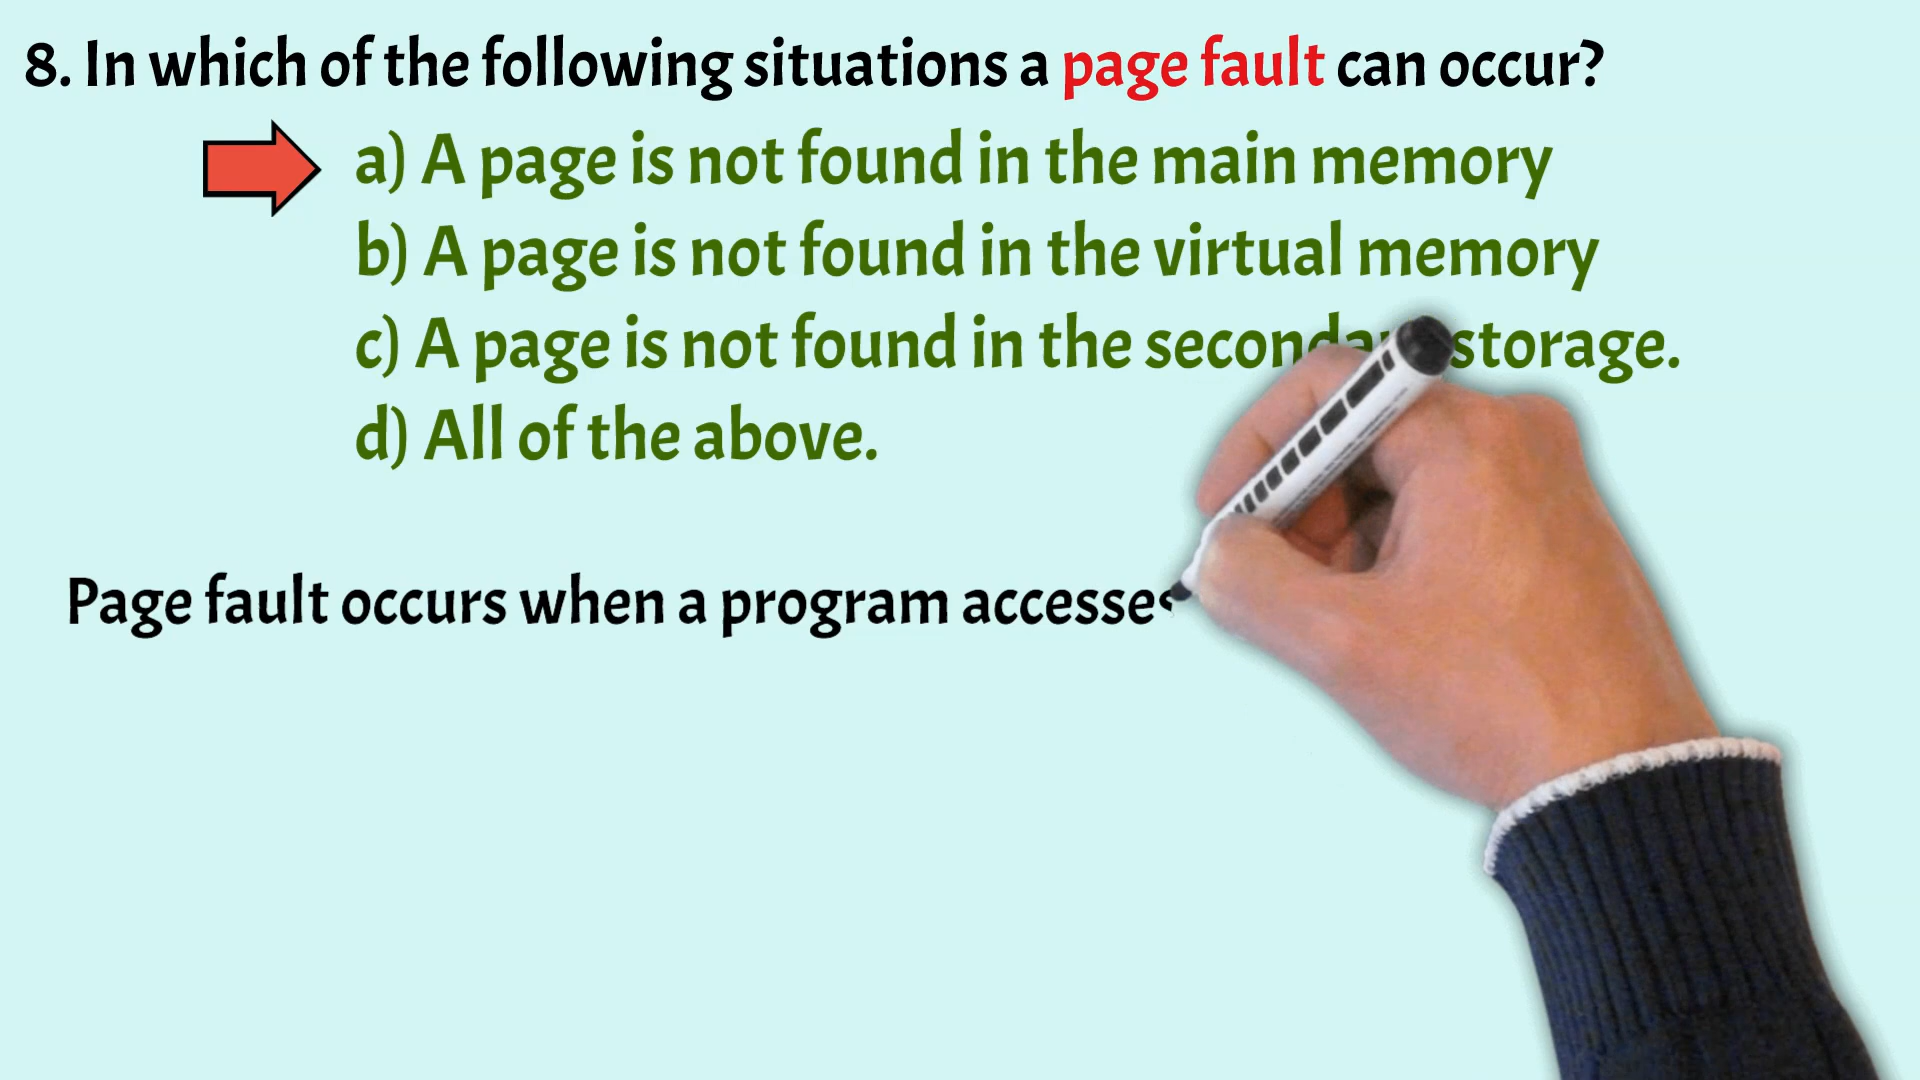 8. In which of the following situations a page fault can occur?
a) A page is not found in the main memory
b) A page is not found in the virtual memory
c) A page is not found in the storage.
d) All of the above.
Page fault occurs when a program